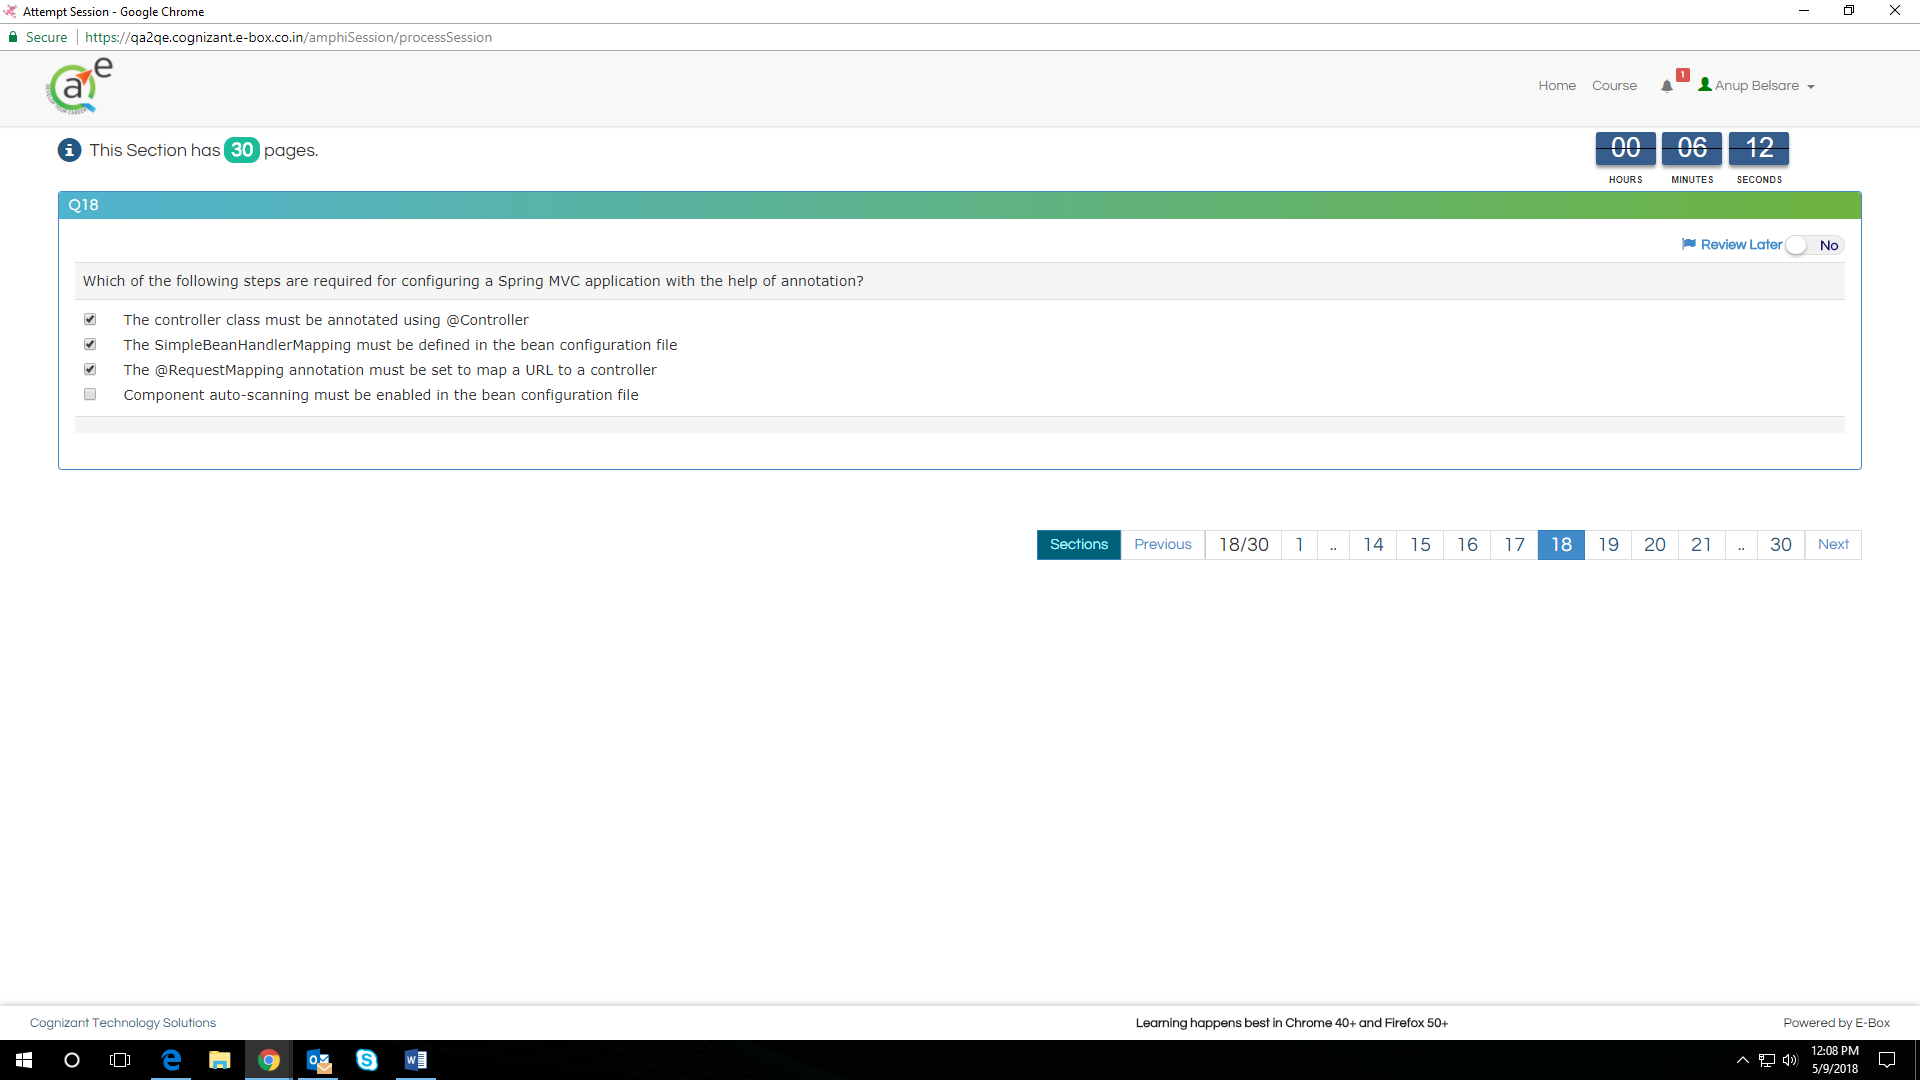 Attempt Session - Google Chrome
Secure https://qa2qe.cognizant.e-box.co.in/amphiSession/processSession
a e
Home Course 1 Anup Belsare
This Section has 30 pages.
00 06 12
HOURS MINUTES SECONDS
Q18
Review Later No
Which of the following steps are required for configuring a Spring MVC application with the help of annotation?
The controller class must be annotated using @Controller
The SimpleBeanHandlerMapping must be defined in the bean configuration file
The @RequestMapping annotation must be set to map a URL to a controller
Component auto-scanning must be enabled in the bean configuration file
Sections Previous 18/30 1 .. 14 15 16 17 18 19 20 21 .. 30 Next
Cognizant Technology Solutions Learning happens best in Chrome 40+ and Firefox 50+ Powered by E-Box
12:08 PM
5/9/2018